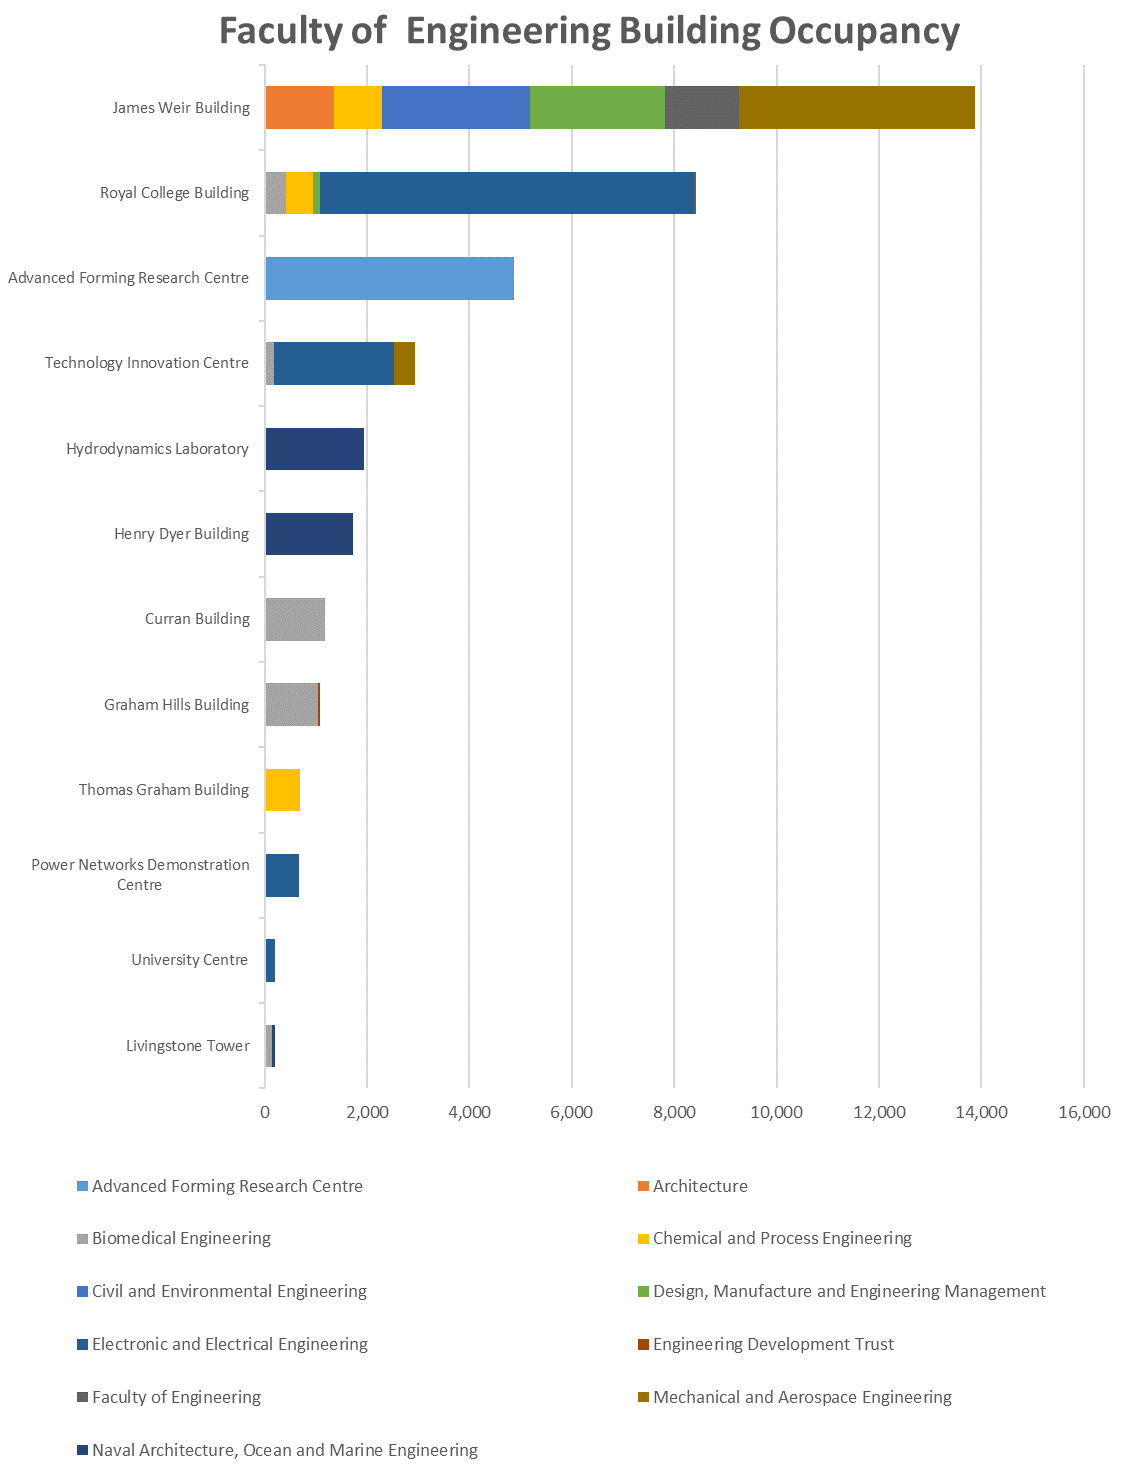 Faculty of  Engineering Building Occupancy
James Weir Building
Royal College Building
Advanced Forming Research Centre
Technology Innovation Centre
Hydrodynamics Laboratory
Henry Dyer Building
Curran Building
Graham Hills Building
Thomas Graham Building
Power Networks Demonstration
Centre
University Centre
Livingstone Tower
0 2,000 4,000 6,000 8,000 10,000 12,000 14,000 16,000
Advanced Forming Research Centre
Architecture
Biomedical Engineering
Chemical and Process Engineering
Civil and Environmental Engineering
Design, Manufacture and Engineering Management
Electronic and Electrical Engineering
Engineering Development Trust
Faculty of Engineering
Mechanical and Aerospace Engineering
Naval Architecture, Ocean and Marine Engineering